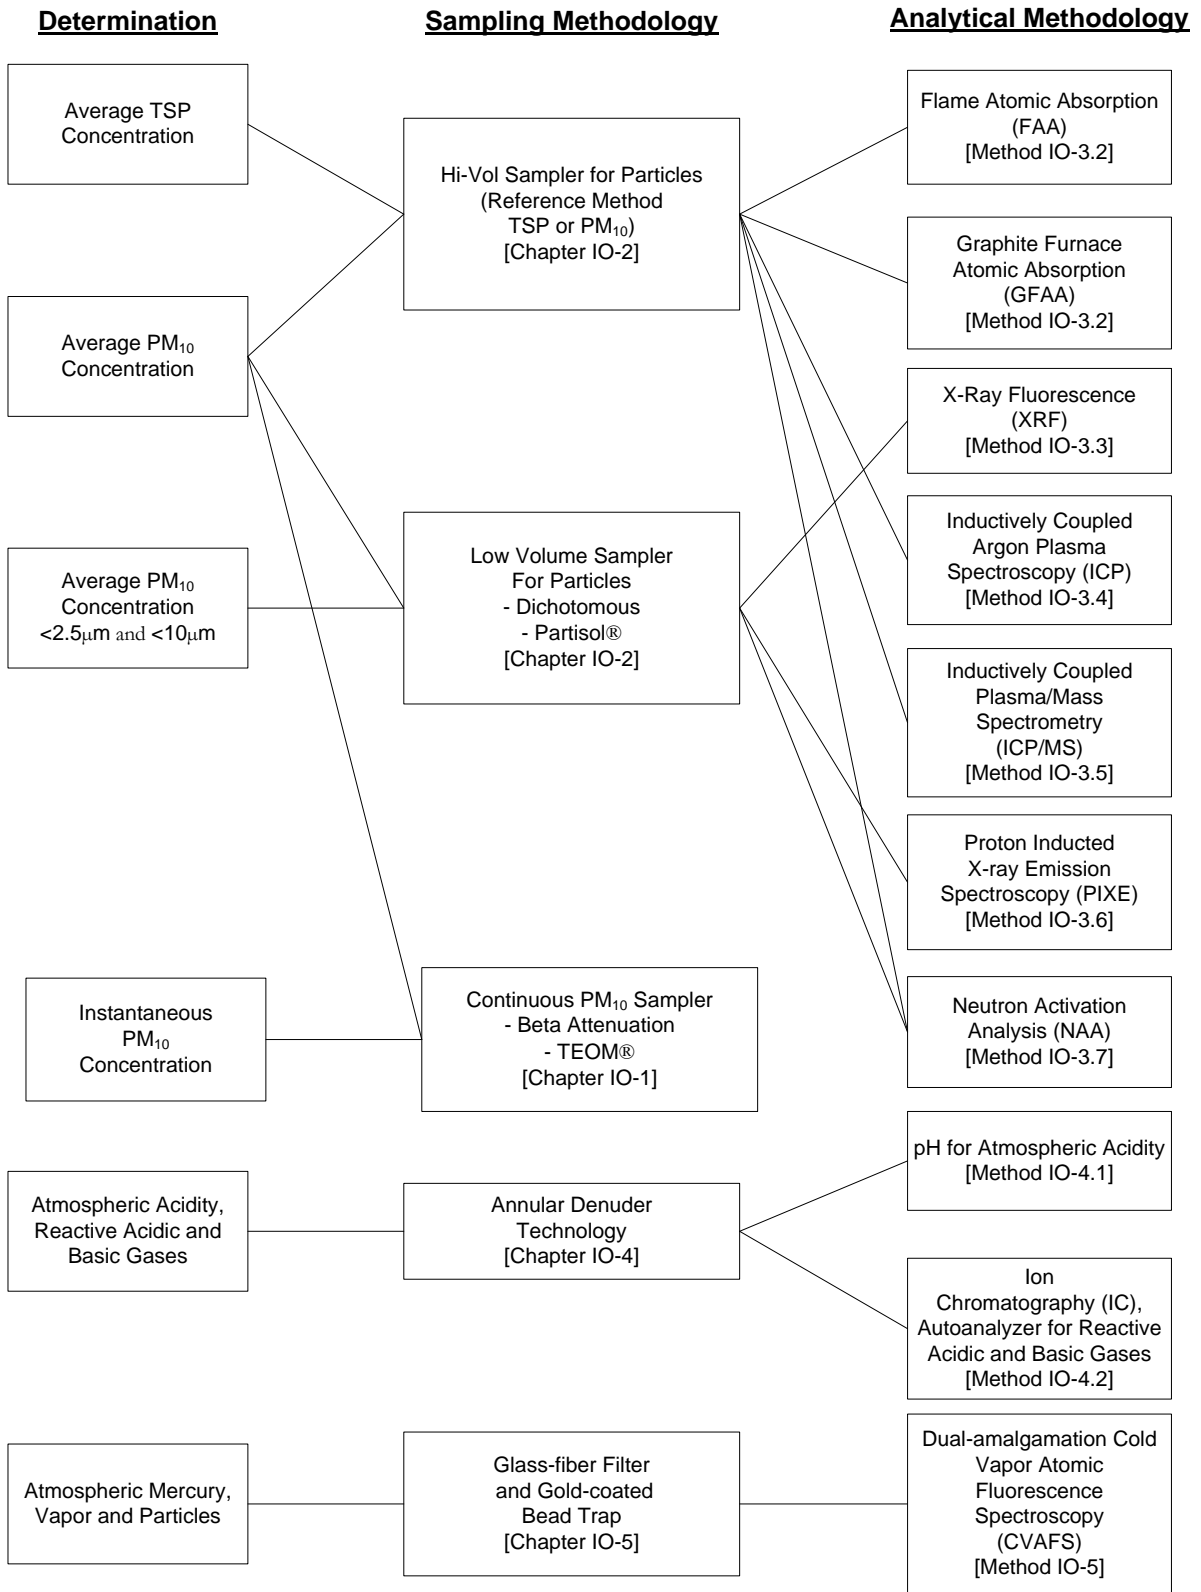 Determination
Sampling Methodology
Analytical Methodology
Average TSP
Concentration
Average PM₁₀
Concentration
Average PM₁₀
Concentration
<2.5μm and <10μm
Instantaneous
PM₁₀
Concentration
Atmospheric Acidity,
Reactive Acidic and
Basic Gases
Atmospheric Mercury,
Vapor and Particles
Hi-Vol Sampler for Particles
(Reference Method
TSP or PM₁₀)
[Chapter IO-2]
Low Volume Sampler
For Particles
- Dichotomous
- Partisol®
[Chapter IO-2]
Continuous PM₁₀ Sampler
- Beta Attenuation
- TEOM®
[Chapter IO-1]
Annular Denuder
Technology
[Chapter IO-4]
Glass-fiber Filter
and Gold-coated
Bead Trap
[Chapter IO-5]
Flame Atomic Absorption
(FAA)
[Method IO-3.2]
Graphite Furnace
Atomic Absorption
(GFAA)
[Method IO-3.2]
X-Ray Fluorescence
(XRF)
[Method IO-3.3]
Inductively Coupled
Argon Plasma
Spectroscopy (ICP)
[Method IO-3.4]
Inductively Coupled
Plasma/Mass
Spectrometry
(ICP/MS)
[Method IO-3.5]
Proton Inducted
X-ray Emission
Spectroscopy (PIXE)
[Method IO-3.6]
Neutron Activation
Analysis (NAA)
[Method IO-3.7]
pH for Atmospheric Acidity
[Method IO-4.1]
Ion
Chromatography (IC),
Autoanalyzer for Reactive
Acidic and Basic Gases
[Method IO-4.2]
Dual-amalgamation Cold
Vapor Atomic
Fluorescence
Spectroscopy
(CVAFS)
[Method IO-5]